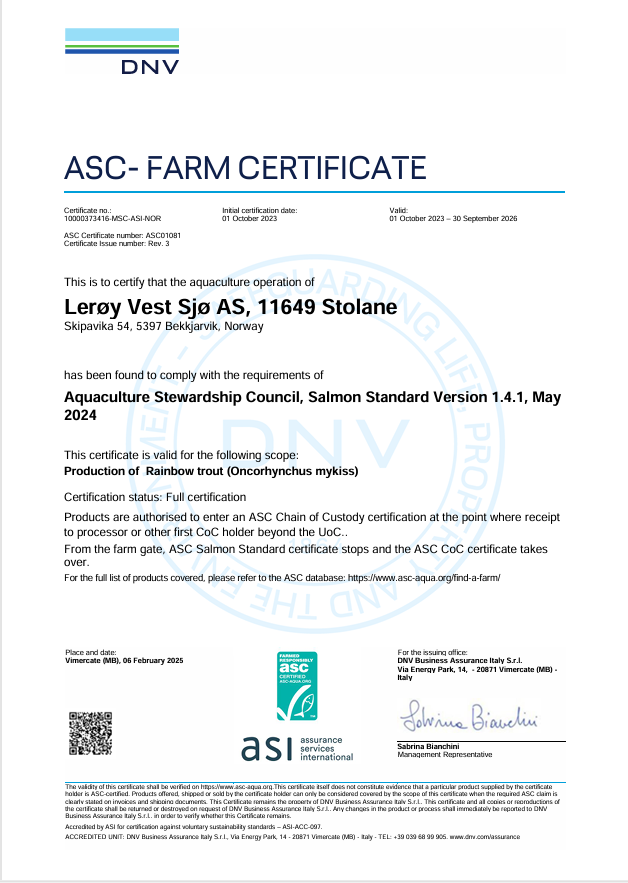 DNV
ASC- FARM CERTIFICATE
Certificate no.:
10000373416-MSC-ASI-NOR
Initial certification date:
01 October 2023
Valid:
01 October 2023 – 30 September 2026
ASC Certificate number: ASC01081
Certificate Issue number: Rev. 3
This is to certify that the aquaculture operation of
Lerøy Vest Sjø AS, 11649 Stolane
Skipavika 54, 5397 Bekkjarvik, Norway
has been found to comply with the requirements of
Aquaculture Stewardship Council, Salmon Standard Version 1.4.1, May
2024
This certificate is valid for the following scope:
Production of Rainbow trout (Oncorhynchus mykiss)
Certification status: Full certification
Products are authorised to enter an ASC Chain of Custody certification at the point where receipt
to processor or other first CoC holder beyond the UoC..
From the farm gate, ASC Salmon Standard certificate stops and the ASC CoC certificate takes
over.
For the full list of products covered, please refer to the ASC database: https://www.asc-aqua.org/find-a-farm/
Place and date:
Vimercate (MB), 06 February 2025
FARMED
RESPONSIBLY
asc
CERTIFIED
ASC-AQUA.ORG
TM
asi assurance
services
international
For the issuing office:
DNV Business Assurance Italy S.r.l.
Via Energy Park, 14, - 20871 Vimercate (MB) -
Italy
Sabrina Bianchini
Sabrina Bianchini
Management Representative
The validity of this certificate shall be verified on https://www.asc-aqua.org.This certificate itself does not constitute evidence that a particular product supplied by the certificate
holder is ASC-certified. Products offered, shipped or sold by the certificate holder can only be considered covered by the scope of this certificate when the required ASC claim is
clearly stated on invoices and shipping documents. This Certificate remains the property of DNV Business Assurance Italy S.r.l.. This certificate and all copies or reproductions of
the certificate shall be returned or destroyed on request of DNV Business Assurance Italy S.r.l.. Any changes in the product or process shall immediately be reported to DNV
Business Assurance Italy S.r.l.. in order to verify whether this Certificate remains.
Accredited by ASI for certification against voluntary sustainability standards – ASI-ACC-097.
ACCREDITED UNIT: DNV Business Assurance Italy S.r.l., Via Energy Park, 14 - 20871 Vimercate (MB) - Italy - TEL: +39 039 68 99 905. www.dnv.com/assurance
DNV
SAFEGUARDING LIFE, PROPERTY AND THE ENVIRONMENT